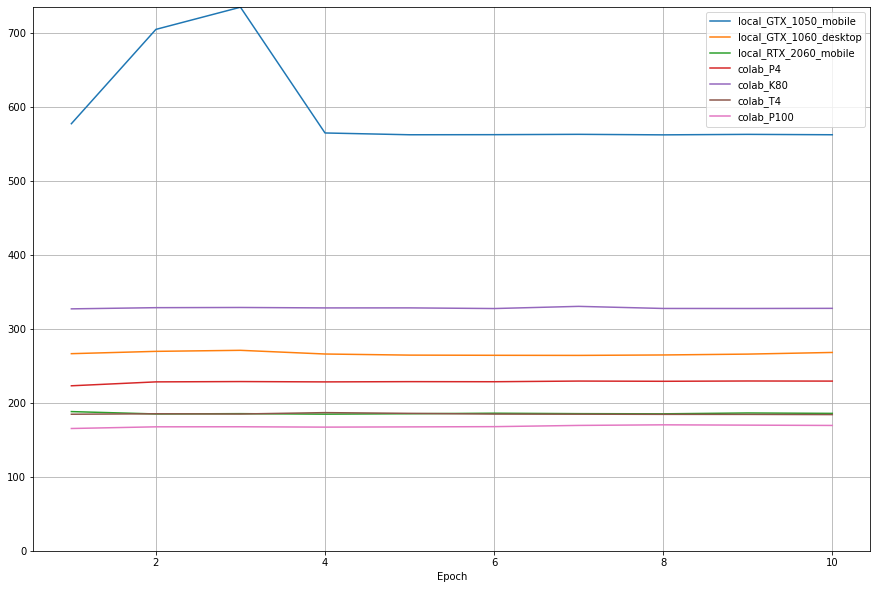 700
600
500
400
300
200
100
0
2
4
6
8
10
Epoch
local_GTX_1050_mobile
local_GTX_1060_desktop
local_RTX_2060_mobile
colab_P4
colab_K80
colab_T4
colab_P100